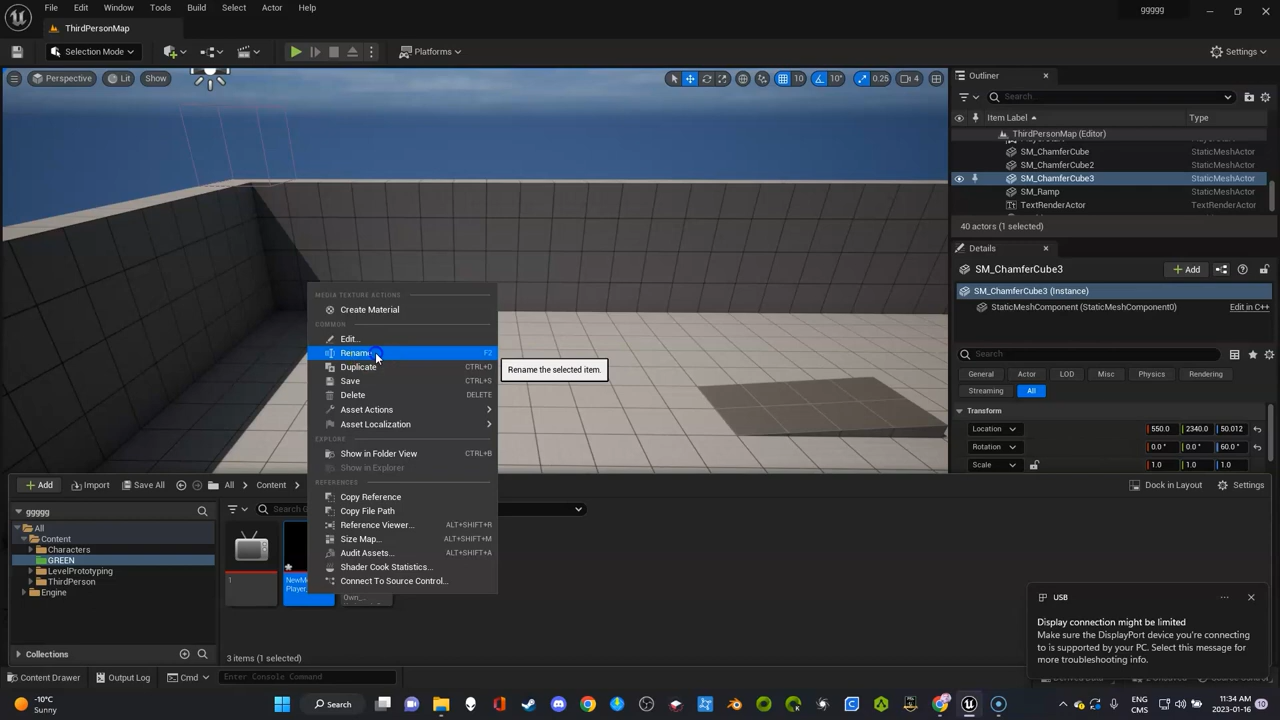 File Edit Window Tools Build Select Actor Help
ggggg
ThirdPersonMap
Selection Mode Platforms Settings
Perspective Lit Show 10 10° 0.25 4
Outliner
Search...
Item Label Type
ThirdPersonMap (Editor)
SM_ChamferCube StaticMeshActor
SM_ChamferCube2 StaticMeshActor
SM_ChamferCube3 StaticMeshActor
SM_Ramp StaticMeshActor
TextRenderActor TextRenderActor
40 actors (1 selected)
Details
SM_ChamferCube3 Add
SM_ChamferCube3 (Instance)
StaticMeshComponent (StaticMeshComponent0) Edit in C++
Search
General Actor LOD Misc Physics Rendering
Streaming All
Transform
Location 550.0 2340.0 50.012
Rotation 0.0° 0.0° 60.0°
Scale 1.0 1.0 1.0
MEDIA TEXTURE ACTIONS
Create Material
COMMON
Edit...
Rename F2
Rename the selected item.
Duplicate CTRL+D
Save CTRL+S
Delete DELETE
Asset Actions
Asset Localization
EXPLORE
Show in Folder View CTRL+B
Show in Explorer
REFERENCES
Copy Reference
Copy File Path
Reference Viewer... ALT+SHIFT+R
Size Map... ALT+SHIFT+M
Audit Assets... ALT+SHIFT+A
Shader Cook Statistics...
Connect To Source Control...
Add Import Save All All Content
Dock in Layout Settings
ggggg
All
Content
Characters
GREEN
LevelPrototyping
ThirdPerson
Engine
Collections
1
3 items (1 selected)
USB
Display connection might be limited
Make sure the DisplayPort device you're connecting
to is supported by your PC. Select this message for
more troubleshooting info.
Content Drawer Output Log Cmd Enter Console Command
-10°C
Sunny
Search
ENG
CMS
11:34 AM
2023-01-16